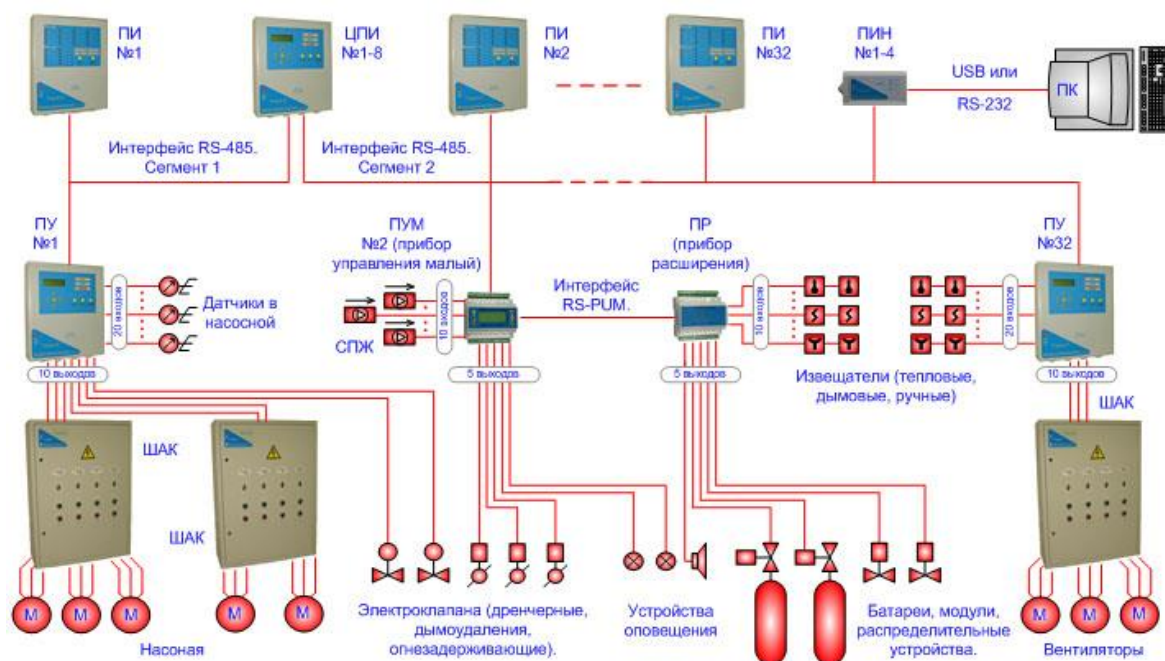 ПИ
№1
ЦПИ
№1-8
ПИ
№2
ПИ
№32
ПИН
№1-4
USB или
RS-232
ПК
Интерфейс RS-485.
Сегмент 1
Интерфейс RS-485.
Сегмент 2
ПУ
№1
ПУМ
№2 (прибор
управления малый)
ПР
(прибор
расширения)
ПУ
№32
Интерфейс
RS-PUM.
20 входов
Датчики в
насосной
СПЖ
10 входов
10 входов
20 входов
10 выходов
5 выходов
5 выходов
10 выходов
Извещатели (тепловые,
дымовые, ручные)
ШАК
ШАК
ШАК
М
М
М
М
М
М
М
М
Насоная
Электроклапана (дренчерные,
дымоудаления,
огнезадерживающие).
Устройства
оповещения
Батареи, модули,
распределительные
устройства.
Вентиляторы